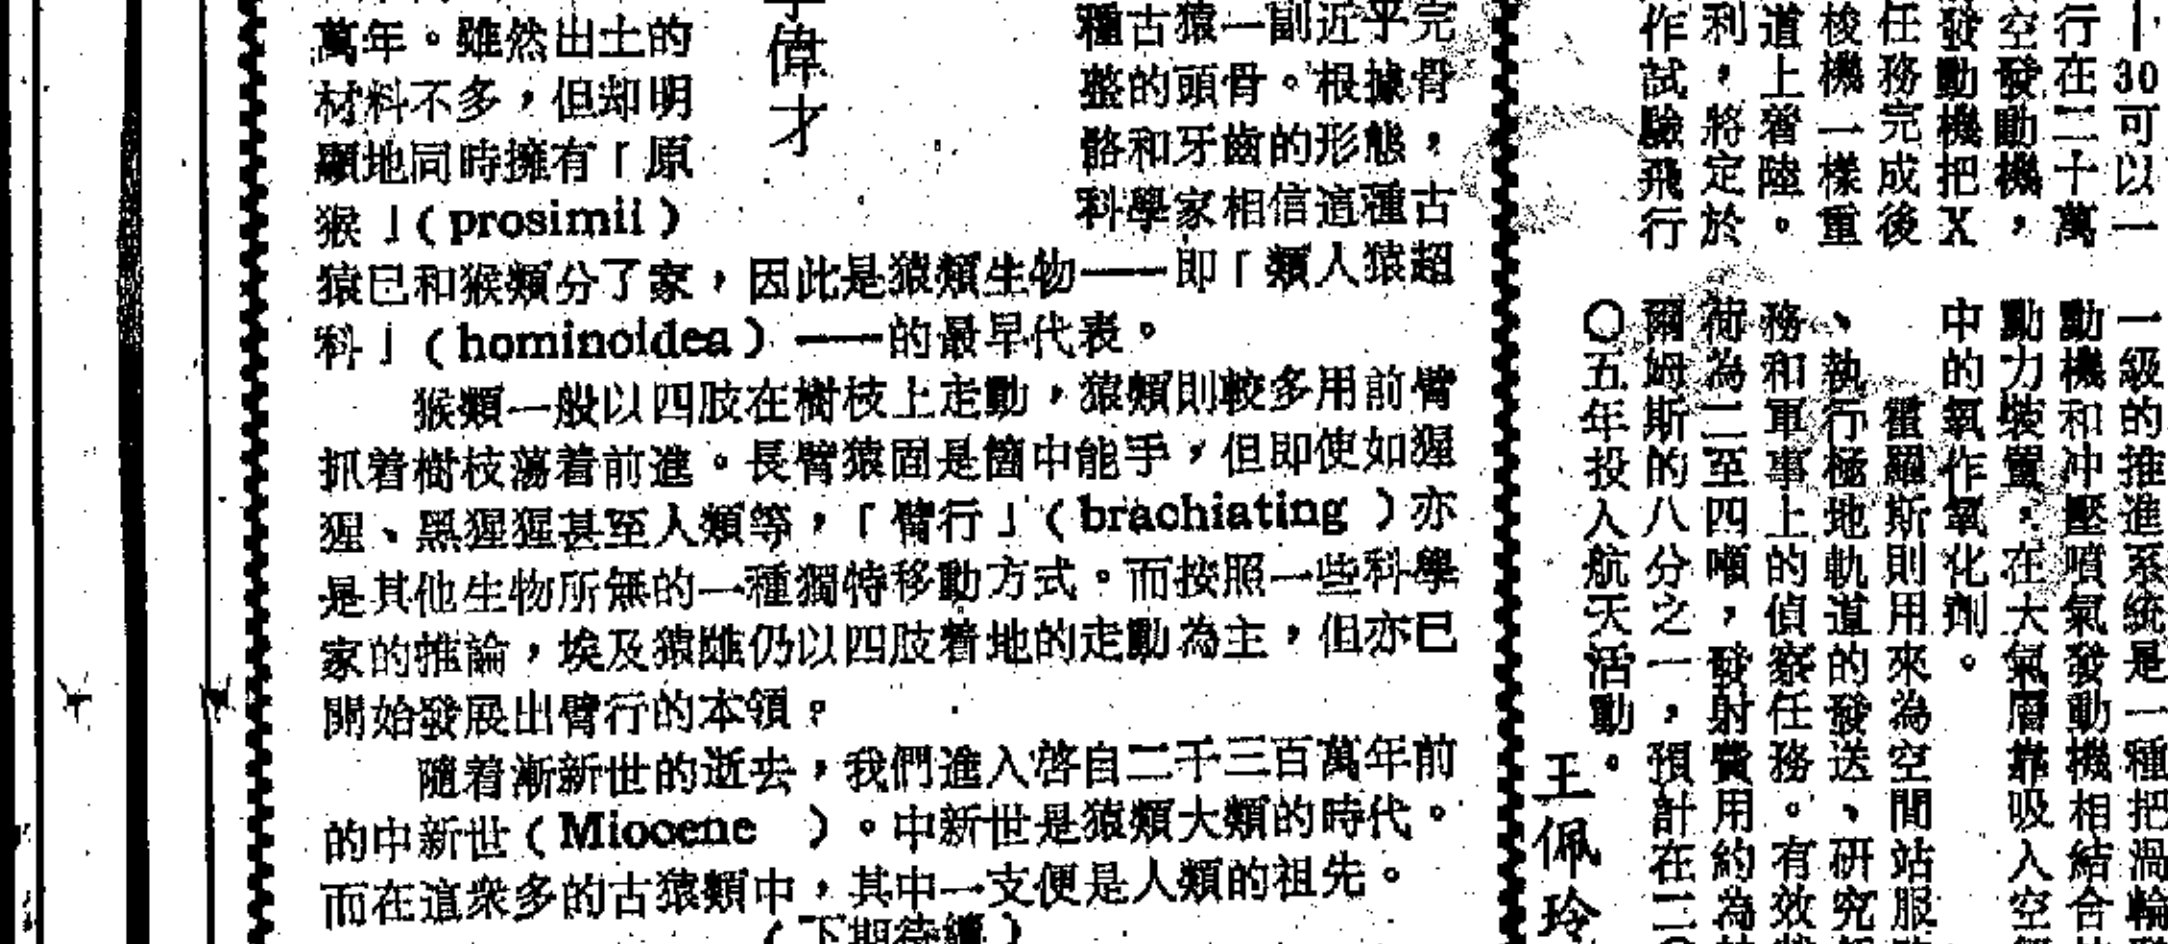 種古猿一副近乎完
整的頭骨。根據骨
骼和牙齒的形態，
科學家相信這種古
偉才
萬年。雖然出土的
材料不多，但却明
顯地同時擁有「原
猴」(prosimii)
猿已和猴類分了家，因此是猿類生物——即「類人猿超
科」(hominoidea)——的最早代表。
猴類一般以四肢在樹枝上走動，猿類則較多用前臂
抓着樹枝蕩着前進。長臂猿固是箇中能手，但即使如猩
猩、黑猩猩甚至人類等，「臂行」(brachiating)亦
是其他生物所無的一種獨特移動方式。而按照一些科學
家的推論，埃及猿雖仍以四肢着地的走動為主，但亦已
開始發展出臂行的本領。
隨着漸新世的逝去，我們進入啓自二千三百萬年前
的中新世(Miocene)。中新世是猿類大類的時代。
而在這衆多的古猿類中，其中一支便是人類的祖先。
(下期待續)
30可以一
行在二十萬
空發動機，
發動機把X
任務完成後
梭機一樣重
道上着陸。
利，將定於
作試驗飛行
一級的推進系統是一種把渦輪
動機和冲壓噴氣發動機相結合
動力裝置，在大氣層靠吸入空
中的氧作氧化劑。
霍羅斯則用來為空間站服
、執行極地軌道的發送、研究
務和軍事上的偵察任務。有效
荷為二至四噸，發射費用約為
爾姆斯的八分之一，預計在二
〇五年投入航天活動。
王佩玲